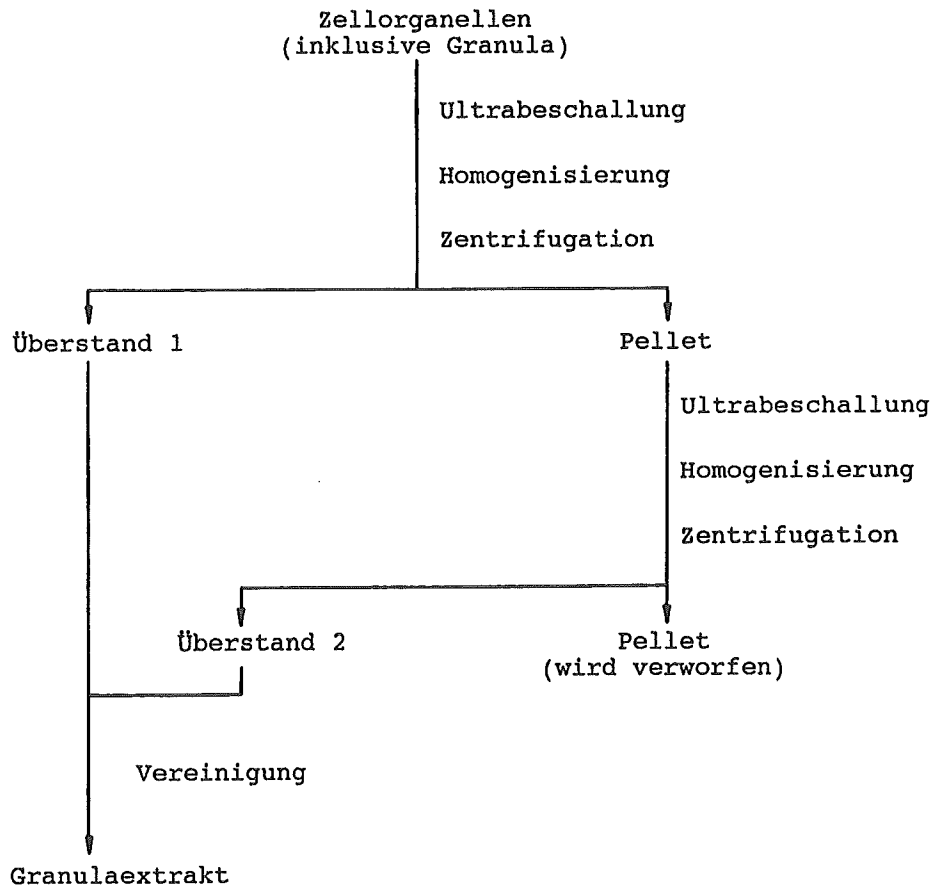 Zellorganellen
(inklusive Granula)
Ultrabeschallung
Homogenisierung
Zentrifugation
Überstand 1
Pellet
Ultrabeschallung
Homogenisierung
Zentrifugation
Überstand 2
Pellet
(wird verworfen)
Vereinigung
Granulaextrakt